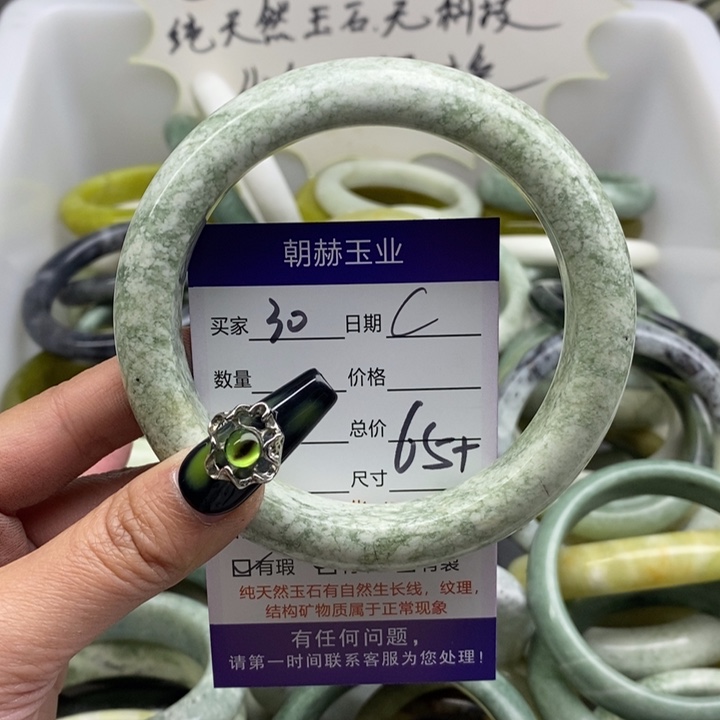 纯天然玉石.无科技
朝赫玉业
买家 30 日期 C
数量 价格
总价
尺寸 65+
有瑕
纯天然玉石有自然生长线，纹理，
结构矿物质属于正常现象
有任何问题，
请第一时间联系客服为您处理！